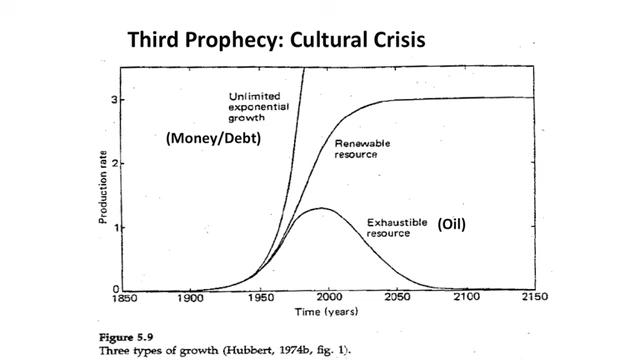 Third Prophecy: Cultural Crisis
Unlimited
exponential
growth
(Money/Debt)
Renewable
resource
Exhaustible
resource
(Oil)
Production rate
3
2
1
0
1850 1900 1950 2000 2050 2100 2150
Time (years)
Figure 5.9
Three types of growth (Hubbert, 1974b, fig. 1).